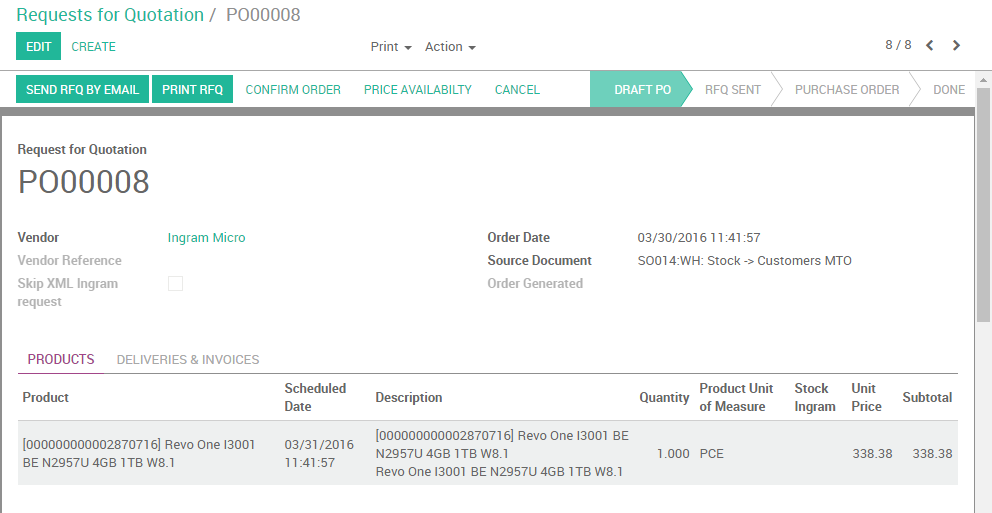 Requests for Quotation / PO00008
EDIT CREATE Print Action 8 / 8
SEND RFQ BY EMAIL PRINT RFQ CONFIRM ORDER PRICE AVAILABILTY CANCEL DRAFT PO RFQ SENT PURCHASE ORDER DONE
Request for Quotation
PO00008
Vendor Ingram Micro Order Date 03/30/2016 11:41:57
Vendor Reference Source Document SO014:WH: Stock -> Customers MTO
Skip XML Ingram Order Generated
request
PRODUCTS DELIVERIES & INVOICES
Product Scheduled Date Description Quantity Product Unit of Measure Stock Ingram Unit Price Subtotal
[000000000002870716] Revo One I3001 BE N2957U 4GB 1TB W8.1 03/31/2016 11:41:57 [000000000002870716] Revo One I3001 BE N2957U 4GB 1TB W8.1 Revo One I3001 BE N2957U 4GB 1TB W8.1 1.000 PCE 338.38 338.38